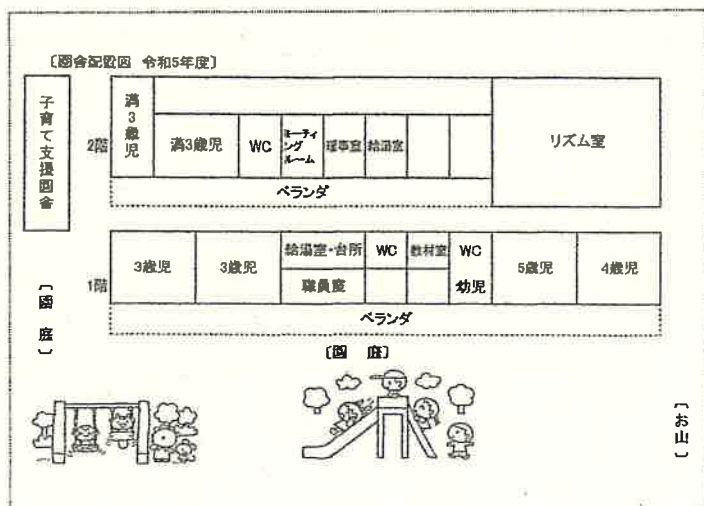 〔園舎配置図 令和5年度〕
子育て支援園舎
2階
満3歳児
満3歳児
WC
ミーティングルーム
理事室
給湯室
リズム室
ベランダ
1階
3歳児
3歳児
給湯室・台所
職員室
WC
教材室
WC
幼児
5歳児
4歳児
ベランダ
〔園庭〕
〔園 庭〕
〔お山〕